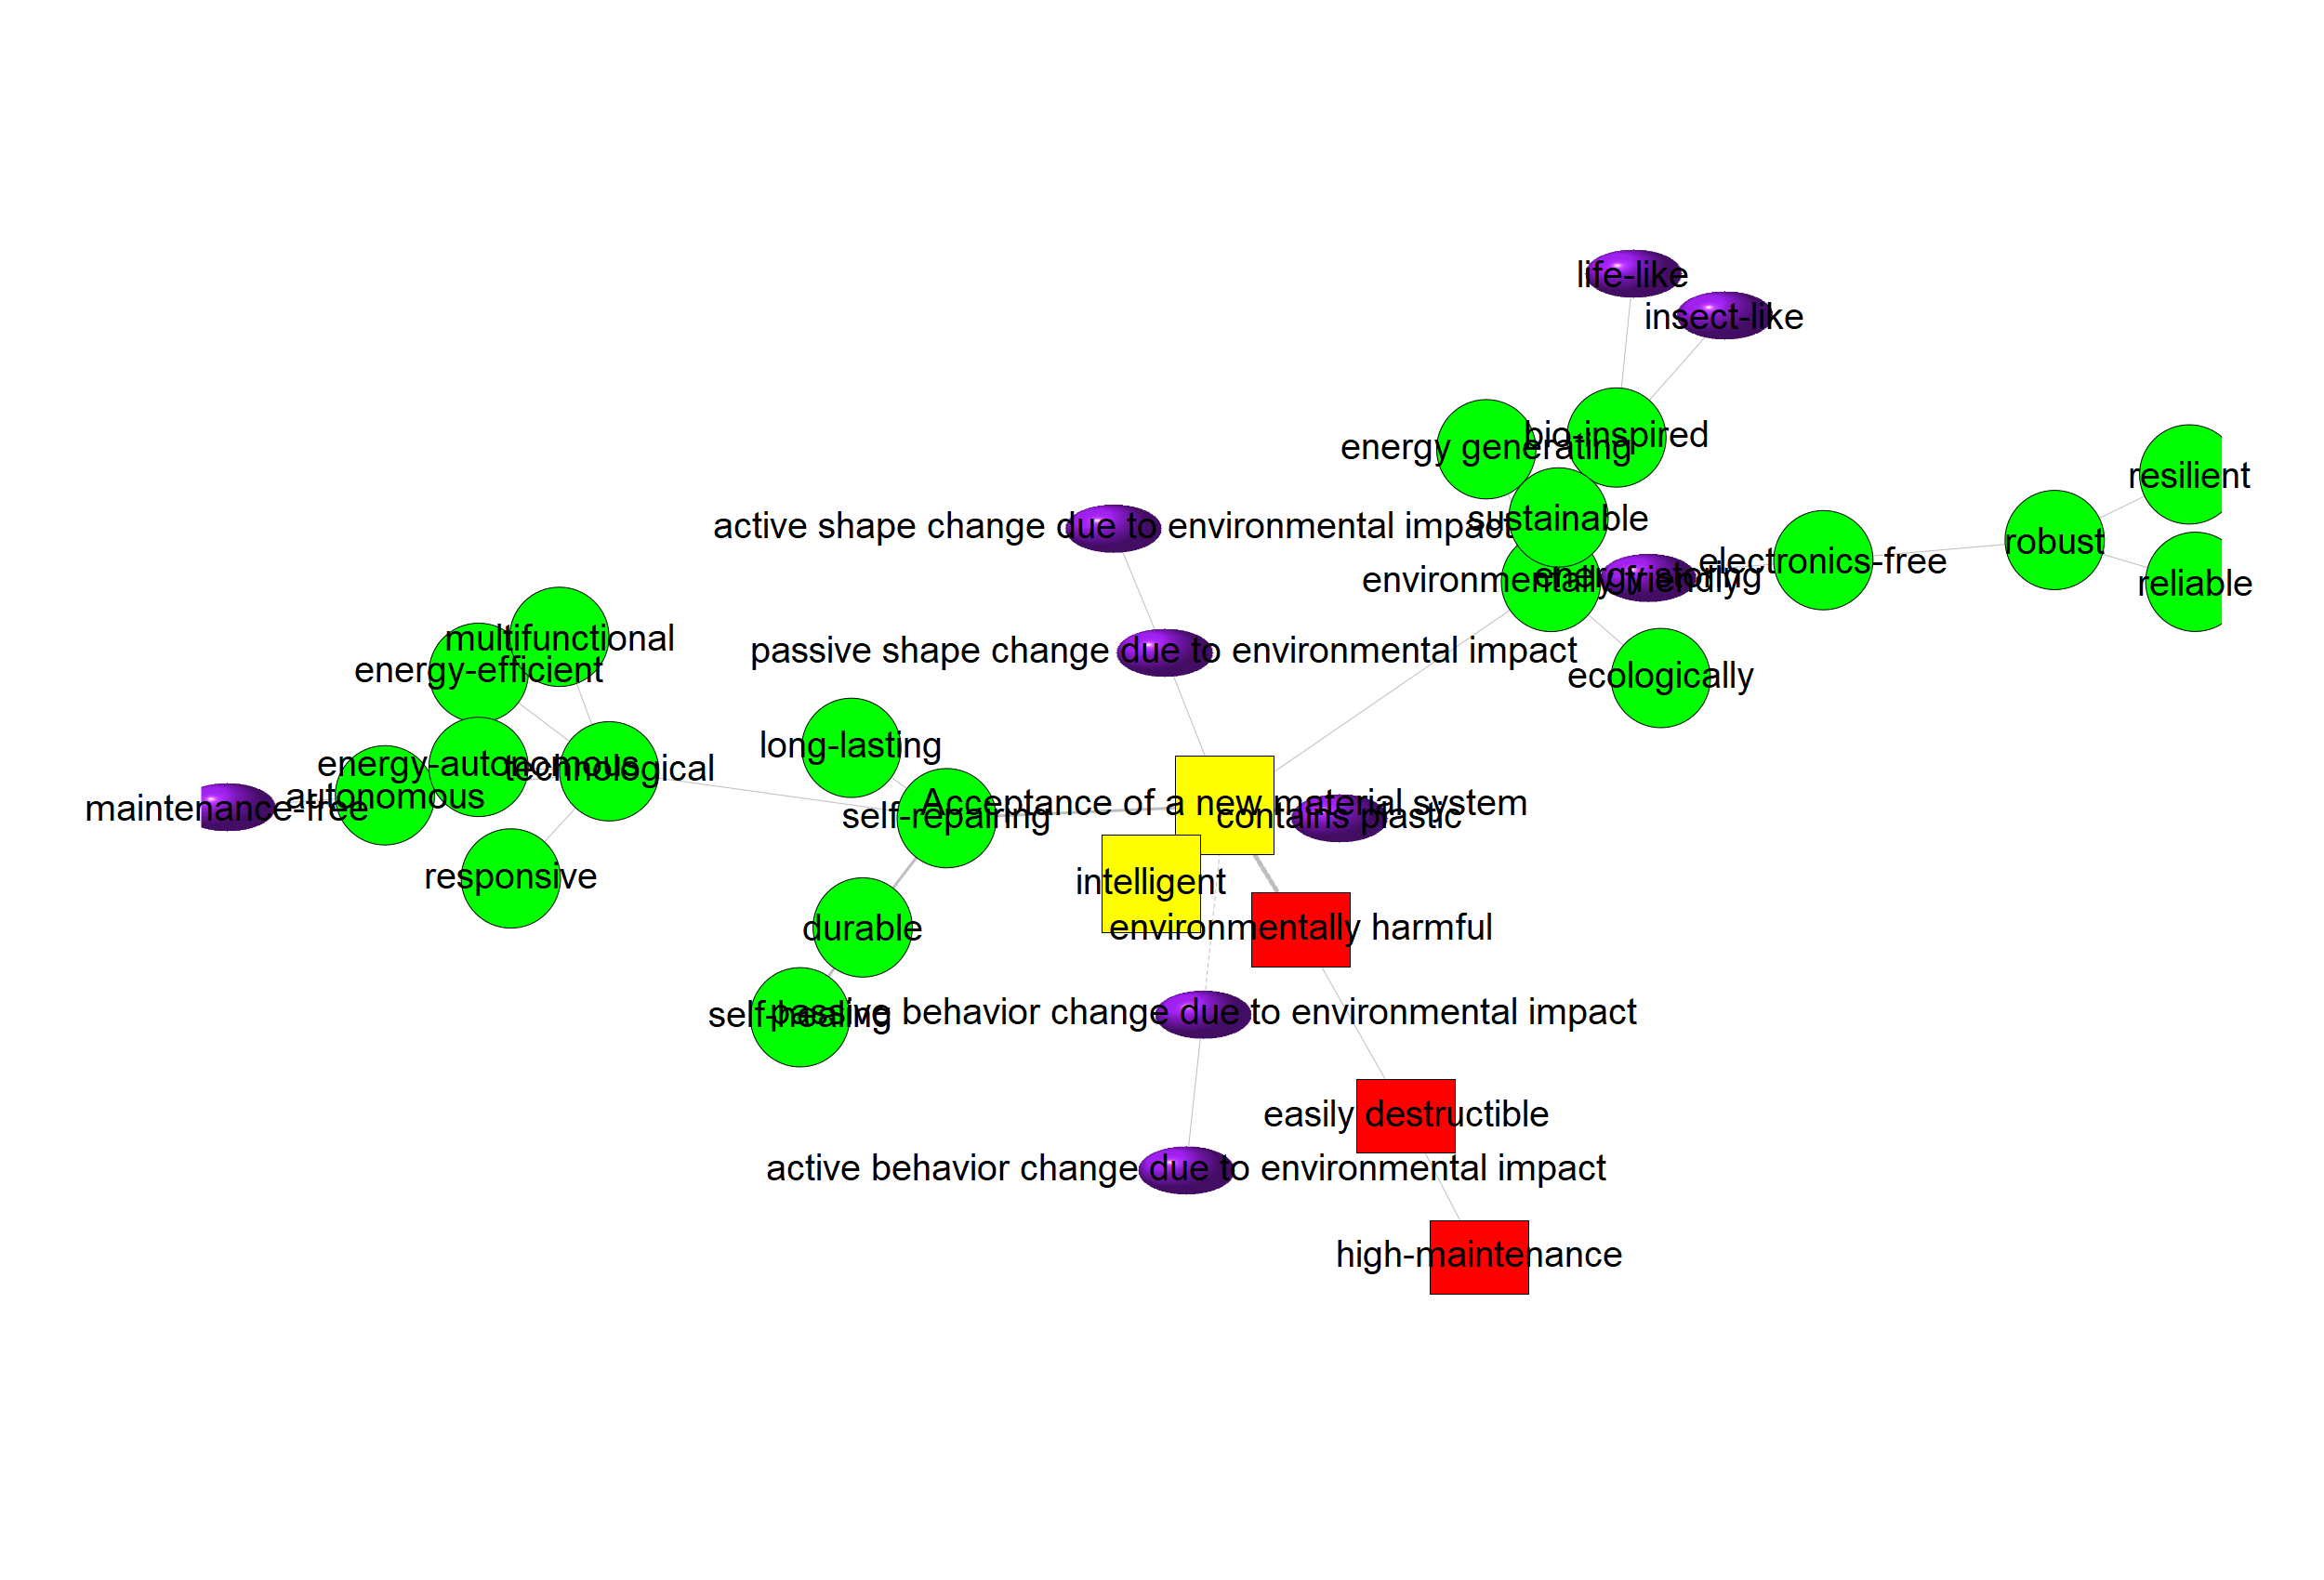 life-like
insect-like
bio-inspired
energy generating
resilient
sustainable
active shape change due to environmental impact
robust
electronics-free
energy storing
environmentally friendly
reliable
multifunctional
passive shape change due to environmental impact
energy-efficient
ecologically
long-lasting
energy-autonomous
technological
autonomous
maintenance-free
Acceptance of a new material system
self-repairing
contains plastic
responsive
intelligent
durable
environmentally harmful
self-healing
passive behavior change due to environmental impact
easily destructible
active behavior change due to environmental impact
high-maintenance